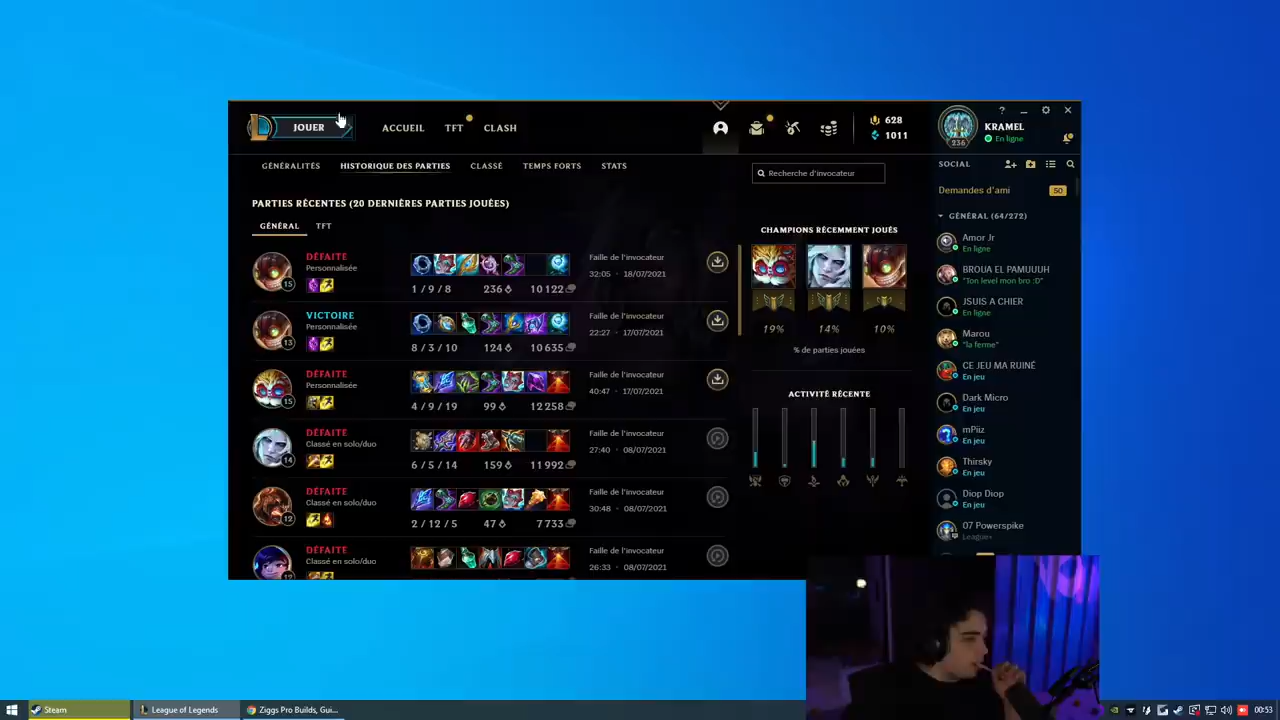 JOUER
ACCUEIL
TFT
CLASH
628
1011
236
KRAMEL
En ligne
GÉNÉRALITÉS
HISTORIQUE DES PARTIES
CLASSÉ
TEMPS FORTS
STATS
Recherche d'invocateur
SOCIAL
Demandes d'ami
50
PARTIES RÉCENTES (20 DERNIÈRES PARTIES JOUÉES)
GÉNÉRAL
TFT
DÉFAITE
Personnalisée
15
1 / 9 / 8
236
10 122
Faille de l'invocateur
32:05 · 18/07/2021
VICTOIRE
Personnalisée
13
8 / 3 / 10
124
10 635
Faille de l'invocateur
22:27 · 17/07/2021
DÉFAITE
Personnalisée
15
4 / 9 / 19
99
12 258
Faille de l'invocateur
40:47 · 17/07/2021
DÉFAITE
Classé en solo/duo
14
6 / 5 / 14
159
11 992
Faille de l'invocateur
27:40 · 08/07/2021
DÉFAITE
Classé en solo/duo
12
2 / 12 / 5
47
7 733
Faille de l'invocateur
30:48 · 08/07/2021
DÉFAITE
Classé en solo/duo
Faille de l'invocateur
26:33 · 08/07/2021
CHAMPIONS RÉCEMMENT JOUÉS
19%
14%
10%
% de parties jouées
ACTIVITÉ RÉCENTE
GÉNÉRAL (64/272)
Amor Jr
En ligne
BROUA EL PAMUUUH
"Ton level mon bro :D"
JSUIS A CHIER
En ligne
Marou
"la ferme"
CE JEU MA RUINÉ
En jeu
Dark Micro
En jeu
mPiiz
En jeu
Thirsky
En jeu
Diop Diop
En jeu
07 Powerspike
League+
Steam
League of Legends
Ziggs Pro Builds, Gui...
00:53